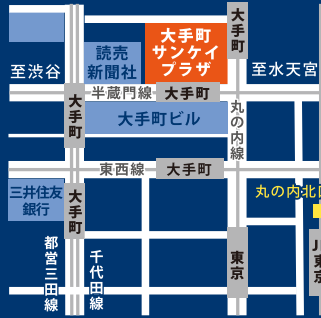 大手町
大手町
サンケイ
プラザ
読売
新聞社
至渋谷
至水天宮
半蔵門線
大手町
大手町
大手町ビル
丸の内線
東西線
大手町
三井住友
銀行
大手町
丸の内北口
都営三田線
千代田線
東京
東京